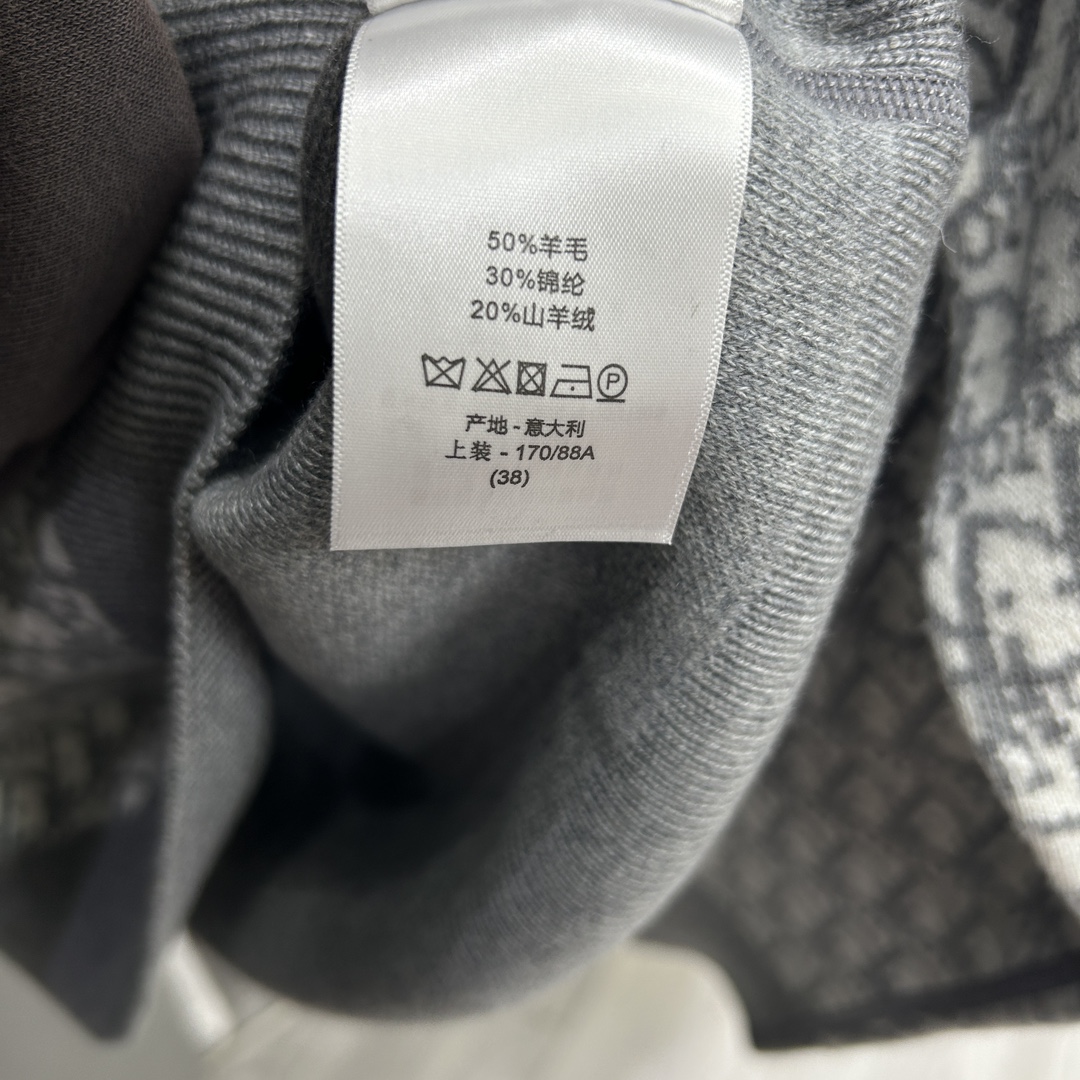 50%羊毛
30%锦纶
20%山羊绒
P
产地 - 意大利
上装 - 170/88A
(38)